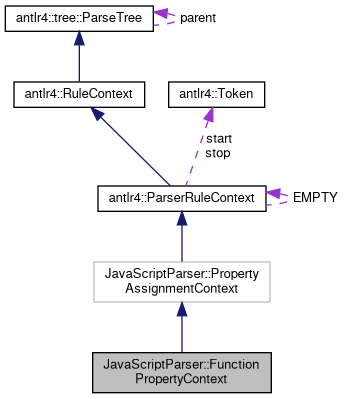 antlr4::tree::ParseTree
parent
antlr4::RuleContext
antlr4::Token
start
stop
antlr4::ParserRuleContext
EMPTY
JavaScriptParser::Property
AssignmentContext
JavaScriptParser::Function
PropertyContext